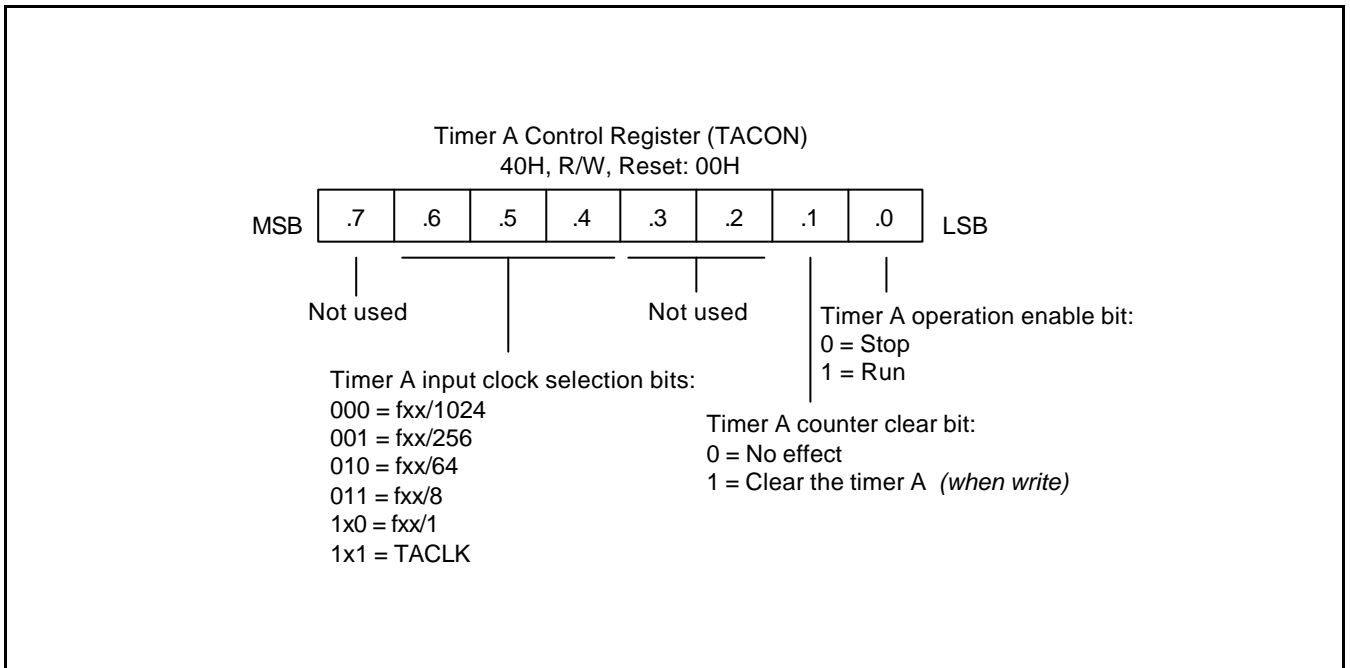 Timer A Control Register (TACON)
40H, R/W, Reset: 00H
MSB .7 .6 .5 .4 .3 .2 .1 .0 LSB
Not used
Not used
Timer A operation enable bit:
0 = Stop
1 = Run
Timer A input clock selection bits:
000 = fxx/1024
001 = fxx/256
010 = fxx/64
011 = fxx/8
1x0 = fxx/1
1x1 = TACLK
Timer A counter clear bit:
0 = No effect
1 = Clear the timer A (when write)